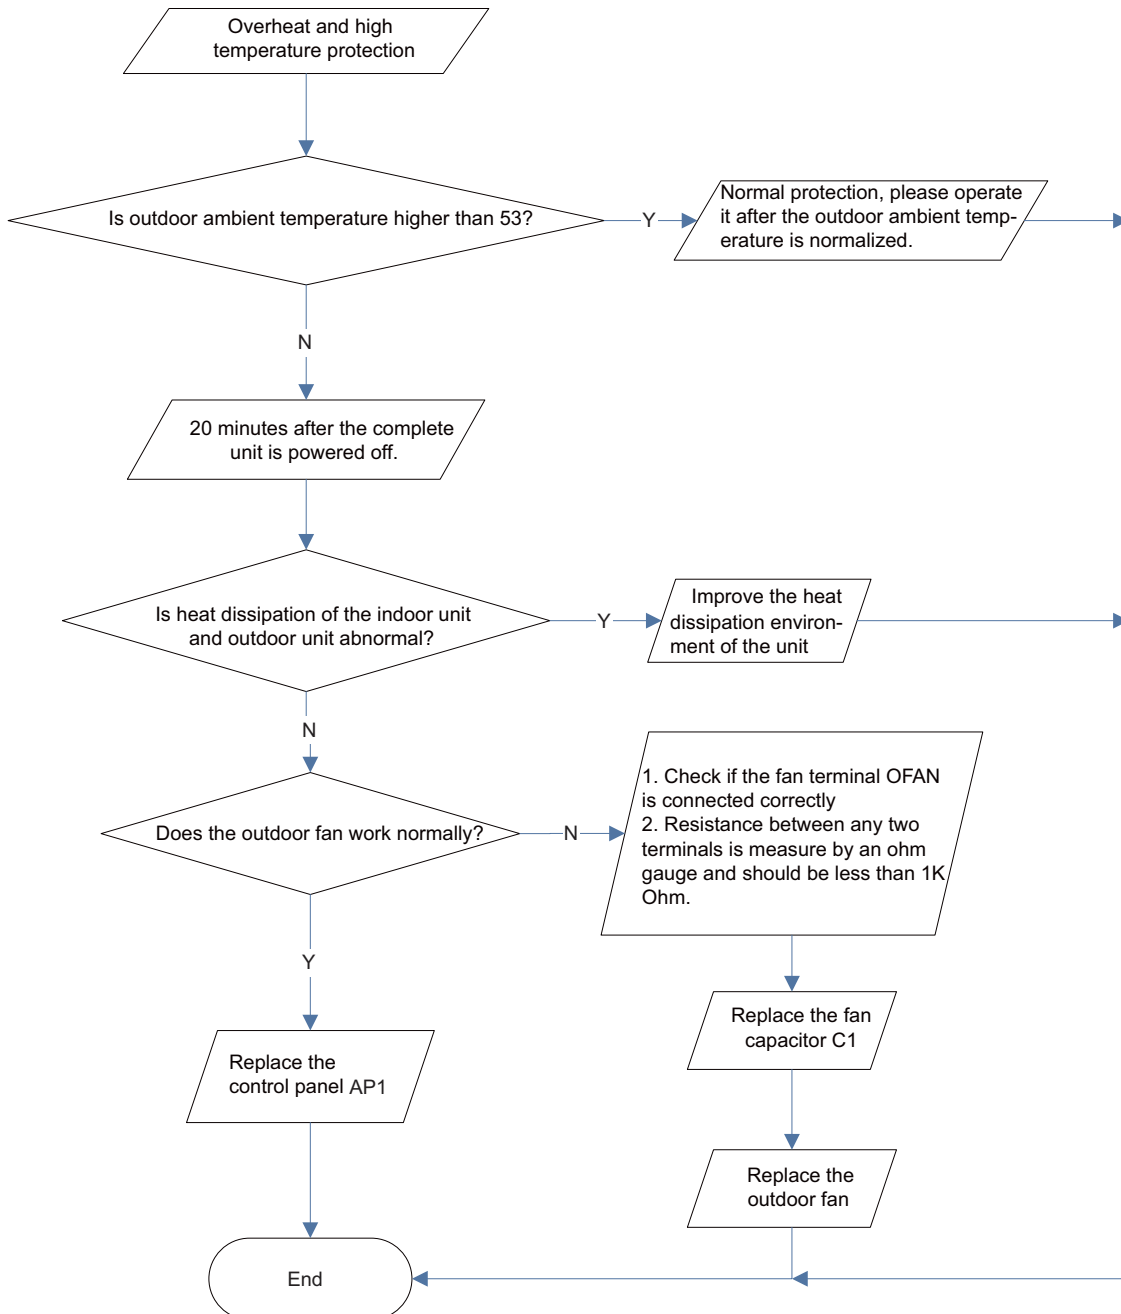 Overheat and high
temperature protection
Is outdoor ambient temperature higher than 53?
Y
Normal protection, please operate
it after the outdoor ambient temp-
erature is normalized.
N
20 minutes after the complete
unit is powered off.
Is heat dissipation of the indoor unit
and outdoor unit abnormal?
Y
Improve the heat
dissipation environ-
ment of the unit
N
Does the outdoor fan work normally?
N
1. Check if the fan terminal OFAN
is connected correctly
2. Resistance between any two
terminals is measure by an ohm
gauge and should be less than 1K
Ohm.
Y
Replace the fan
capacitor C1
Replace the
control panel AP1
Replace the
outdoor fan
End